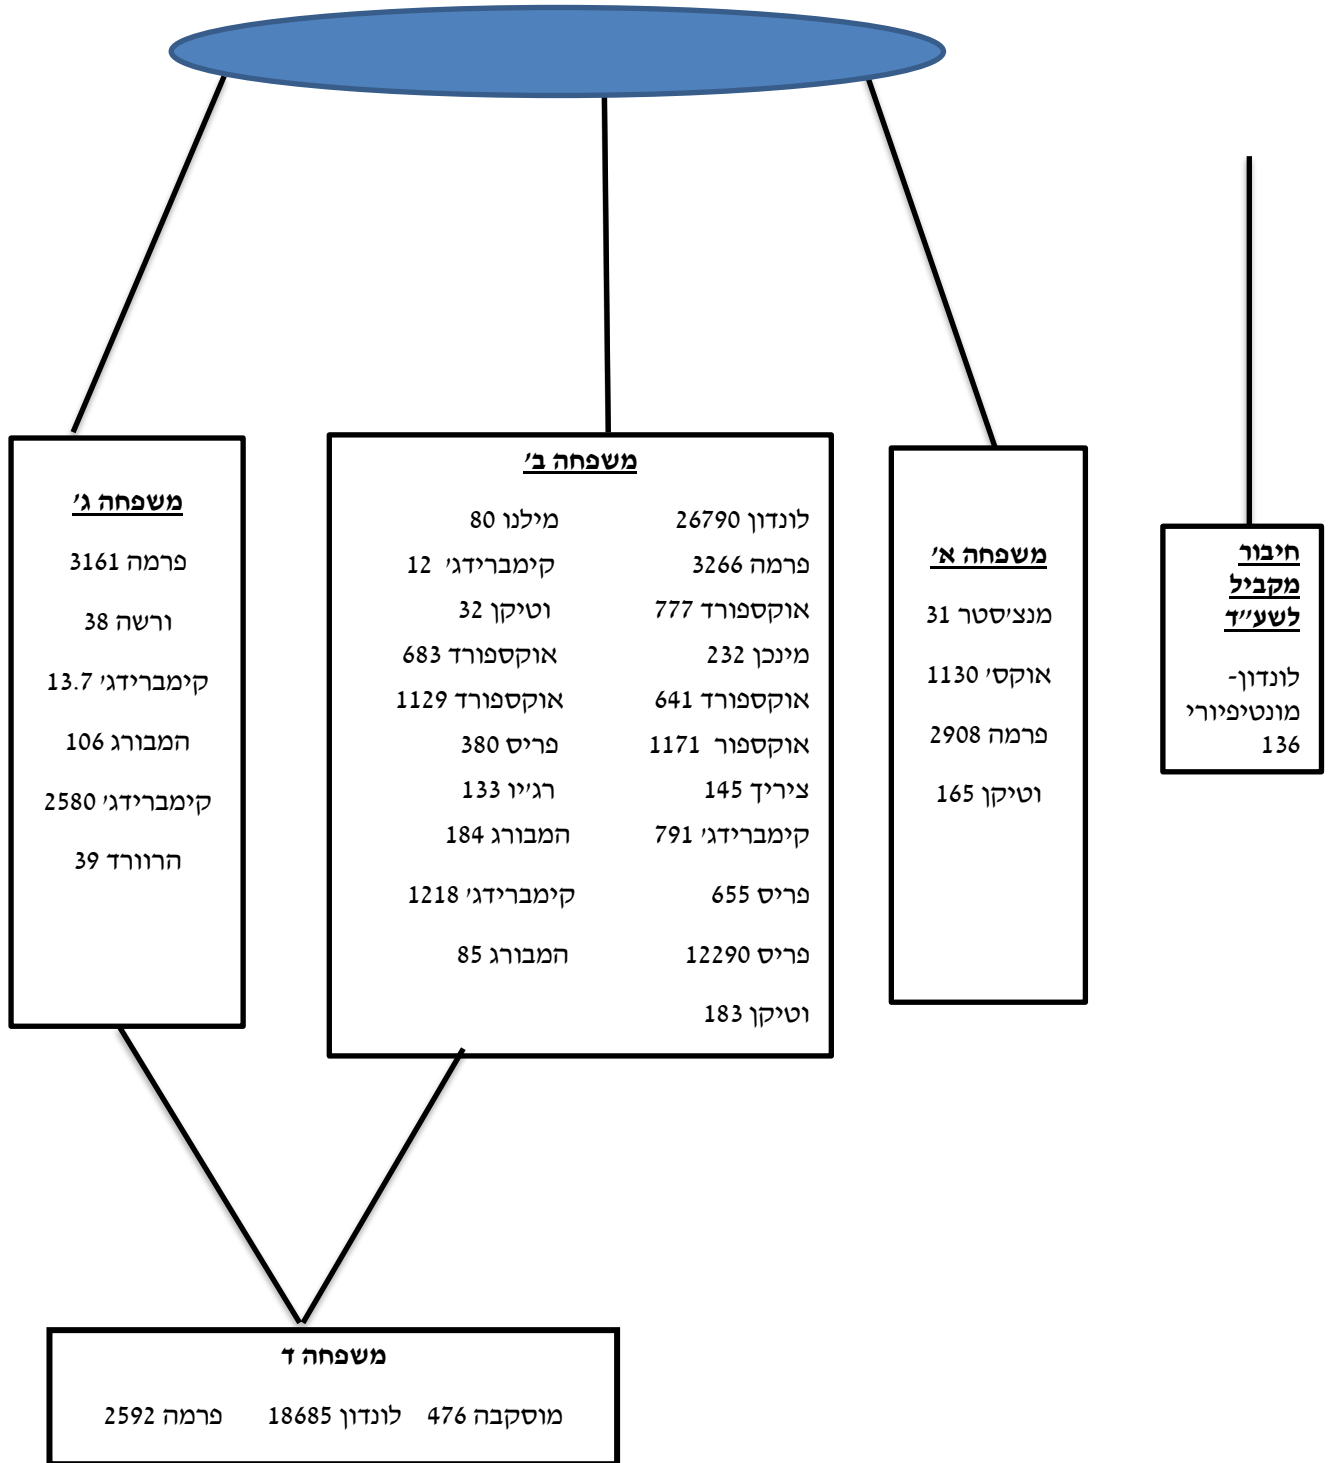 חיבור
מקביל
לשע״ד
לונדון-
מונטיפיורי
136
משפחה א׳
מנצ׳סטר 31
אוקס׳ 1130
פרמה 2908
וטיקן 165
משפחה ב׳
לונדון 26790 מילנו 80
פרמה 3266 קימברידג׳ 12
אוקספורד 777 וטיקן 32
מינכן 232 אוקספורד 683
אוקספורד 641 אוקספורד 1129
אוקספור 1171 פריס 380
ציריך 145 רג׳יו 133
קימברידג׳ 791 המבורג 184
פריס 655 קימברידג׳ 1218
פריס 12290 המבורג 85
וטיקן 183
משפחה ג׳
פרמה 3161
ורשה 38
קימברידג׳ 13.7
המבורג 106
קימברידג׳ 2580
הרוורד 39
משפחה ד
מוסקבה 476 לונדון 18685 פרמה 2592